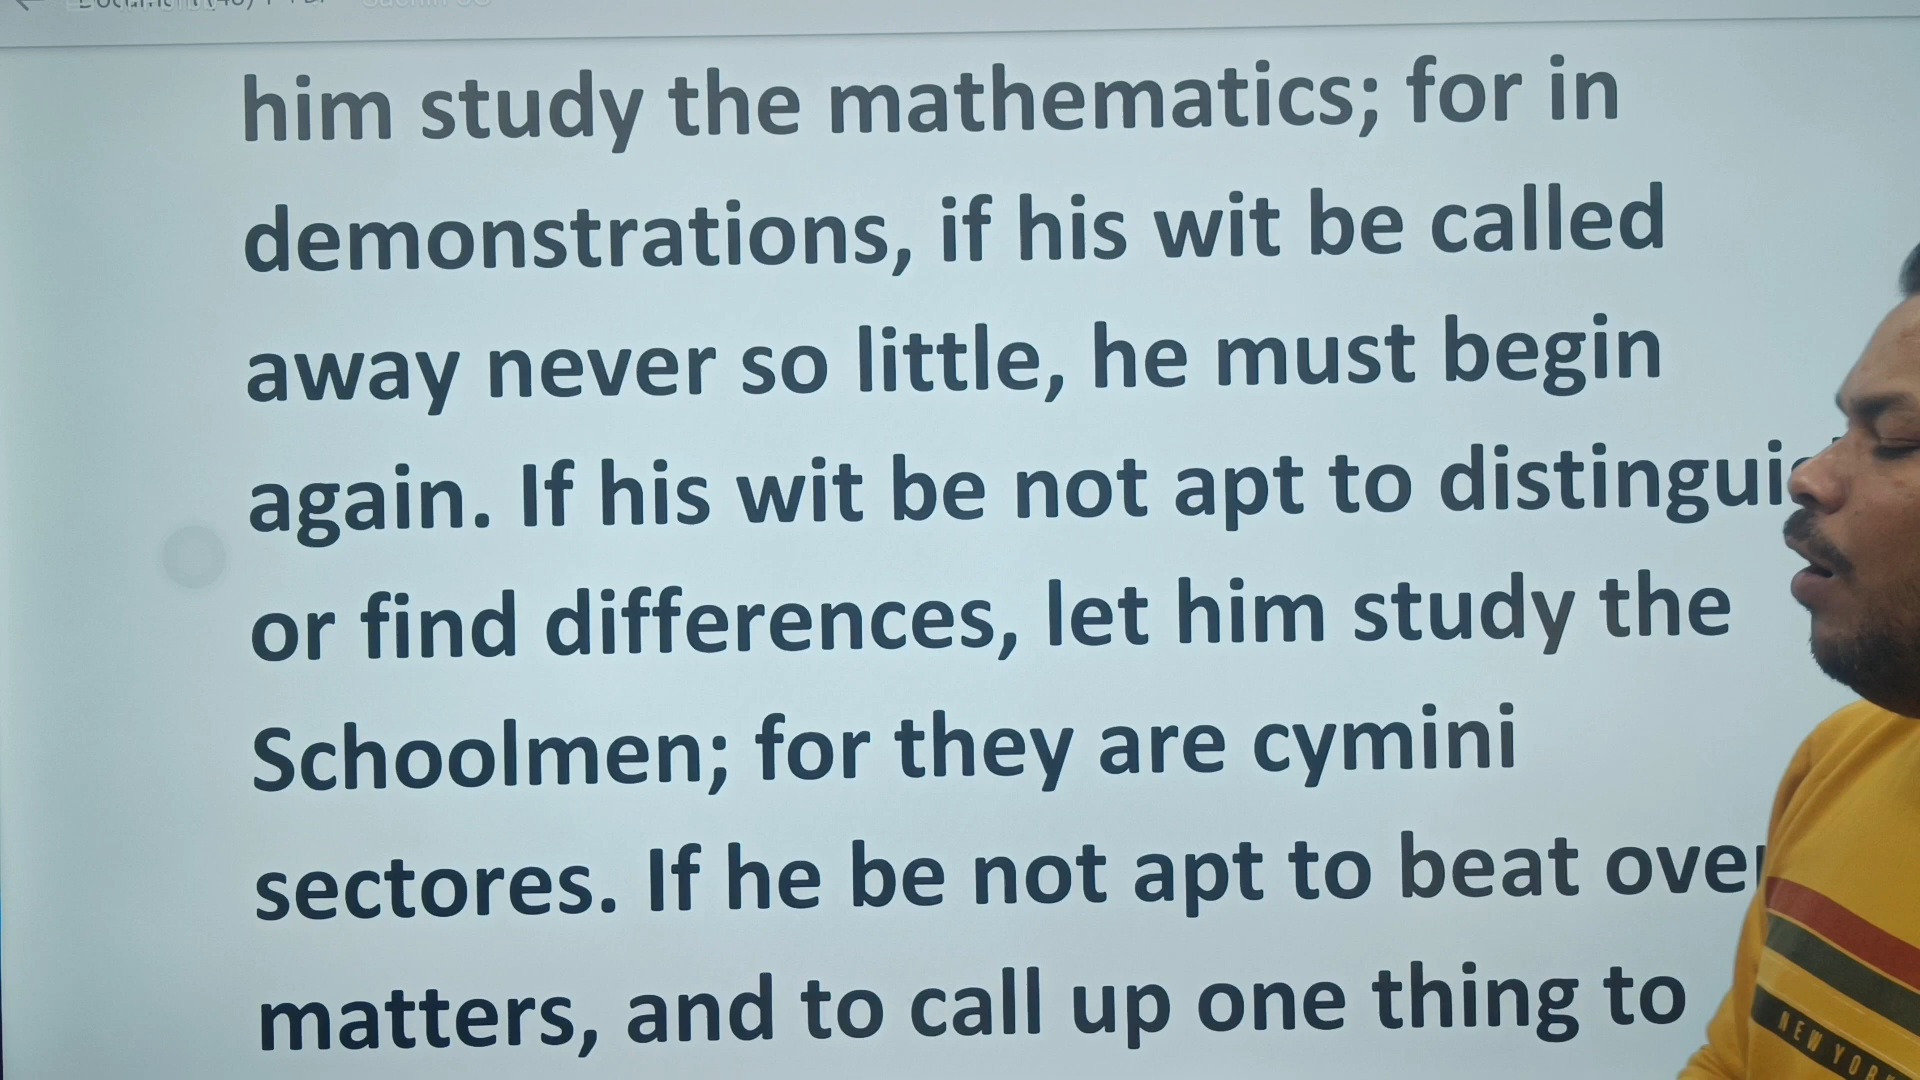 him study the mathematics; for in
demonstrations, if his wit be called
away never so little, he must begin
again. If his wit be not apt to
or find differences, let him study the
Schoolmen; for they are cymini
sectores. If he be not apt to beat
matters, and to call up one thing to
NEW YORK